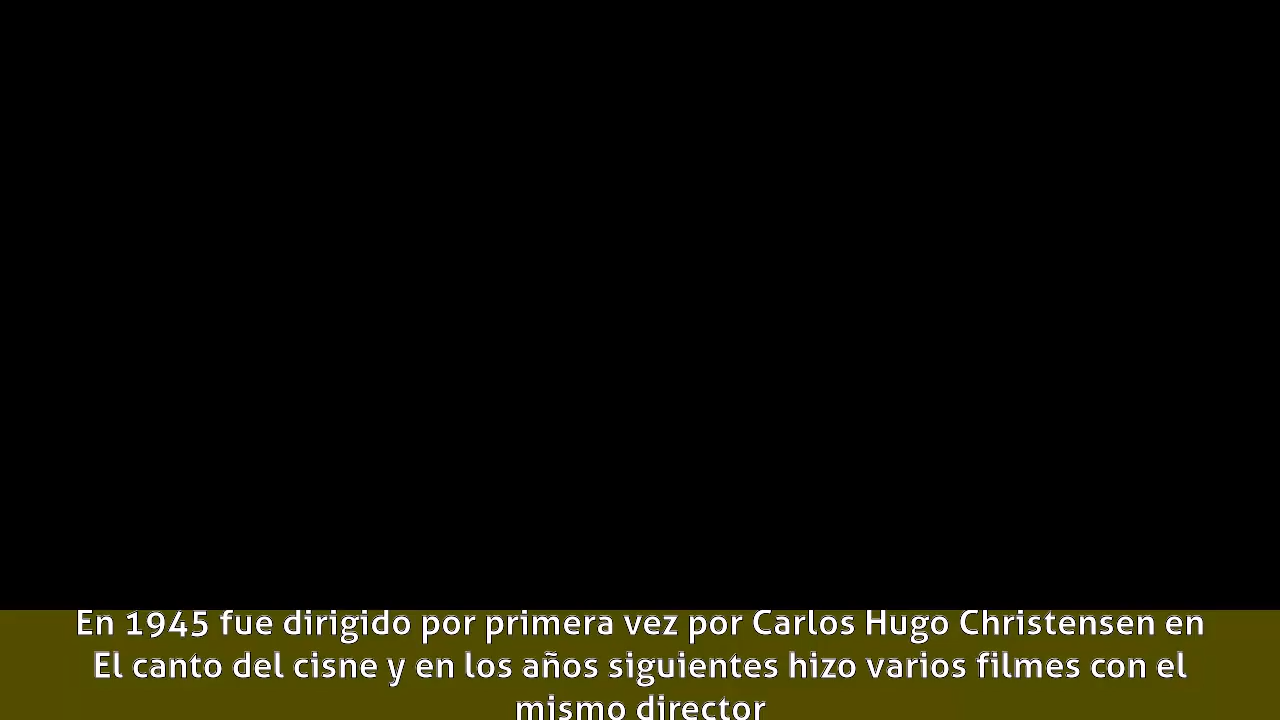 En 1945 fue dirigido por primera vez por Carlos Hugo Christensen en
El canto del cisne y en los años siguientes hizo varios filmes con el
mismo director